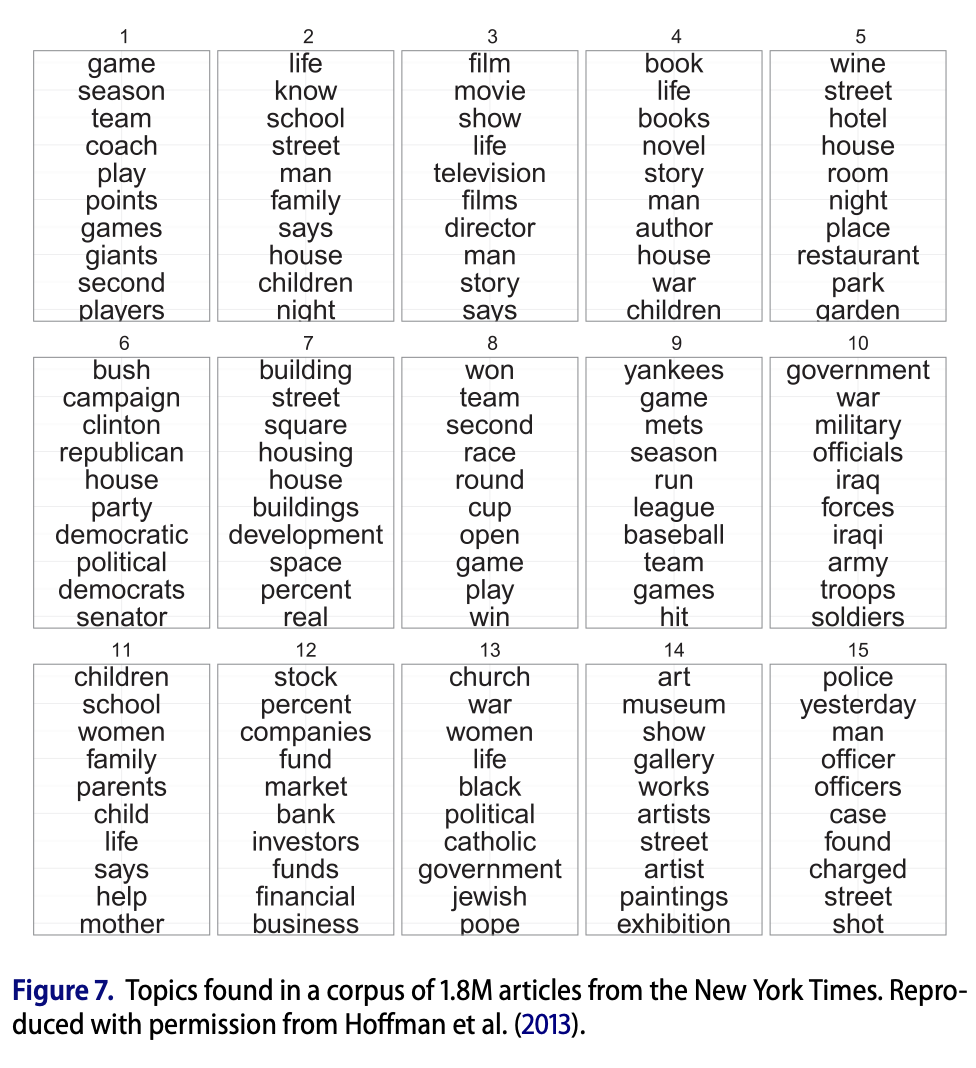 1 2 3 4 5
game life film book wine
season know movie life street
team school show books hotel
coach street life novel house
play man television story room
points family films man night
games says director author place
giants house man house restaurant
second children story war park
players night says children garden
6 7 8 9 10
bush building won yankees government
campaign street team game war
clinton square second mets military
republican housing race season officials
house house round run iraq
party buildings cup league forces
democratic development open baseball iraqi
political space game team army
democrats percent play games troops
senator real win hit soldiers
11 12 13 14 15
children stock church art police
school percent war museum yesterday
women companies women show man
family fund life gallery officer
parents market black works officers
child bank political artists case
life investors catholic street found
says funds government artist charged
help financial jewish paintings street
mother business pope exhibition shot
Figure 7. Topics found in a corpus of 1.8M articles from the New York Times. Repro-
duced with permission from Hoffman et al. (2013).